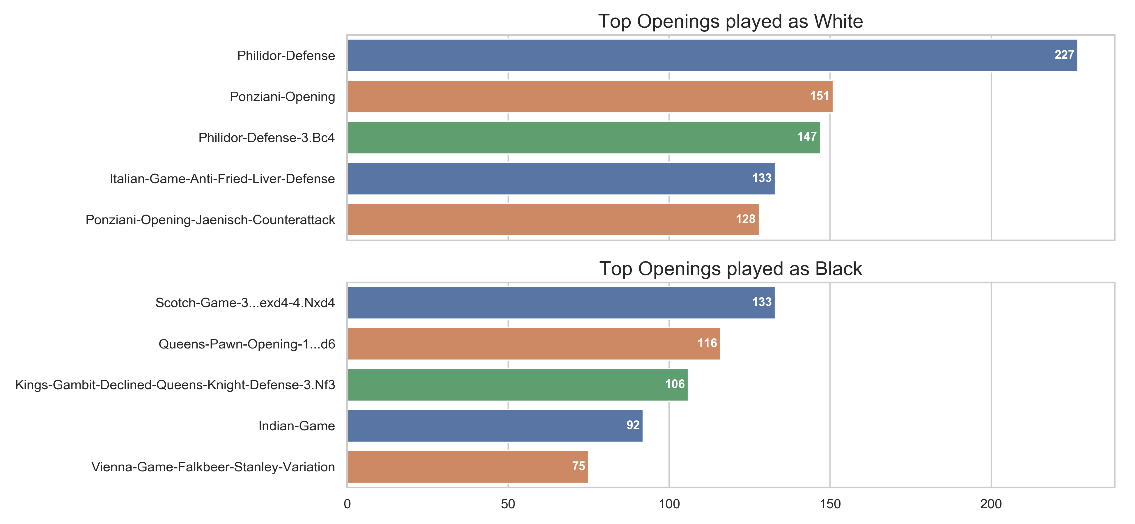 Top Openings played as White
Philidor-Defense 227
Ponziani-Opening 151
Philidor-Defense-3.Bc4 147
Italian-Game-Anti-Fried-Liver-Defense 133
Ponziani-Opening-Jaenisch-Counterattack 128
Top Openings played as Black
Scotch-Game-3...exd4-4.Nxd4 133
Queens-Pawn-Opening-1...d6 116
Kings-Gambit-Declined-Queens-Knight-Defense-3.Nf3 106
Indian-Game 92
Vienna-Game-Falkbeer-Stanley-Variation 75
0 50 100 150 200